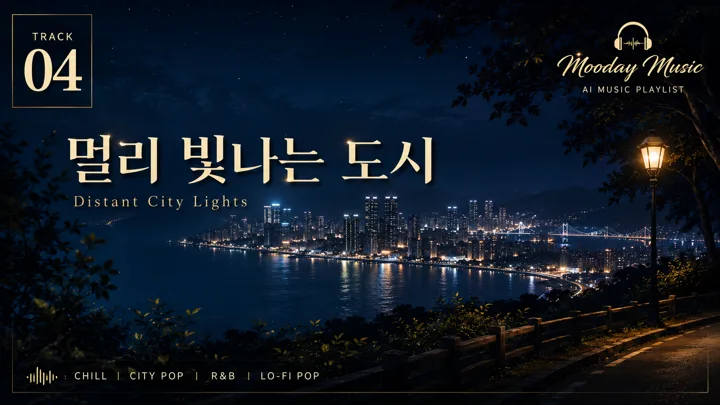 TRACK
04
Mooday Music
AI MUSIC PLAYLIST
멀리 빛나는 도시
Distant City Lights
CHILL | CITY POP | R&B | LO-FI POP